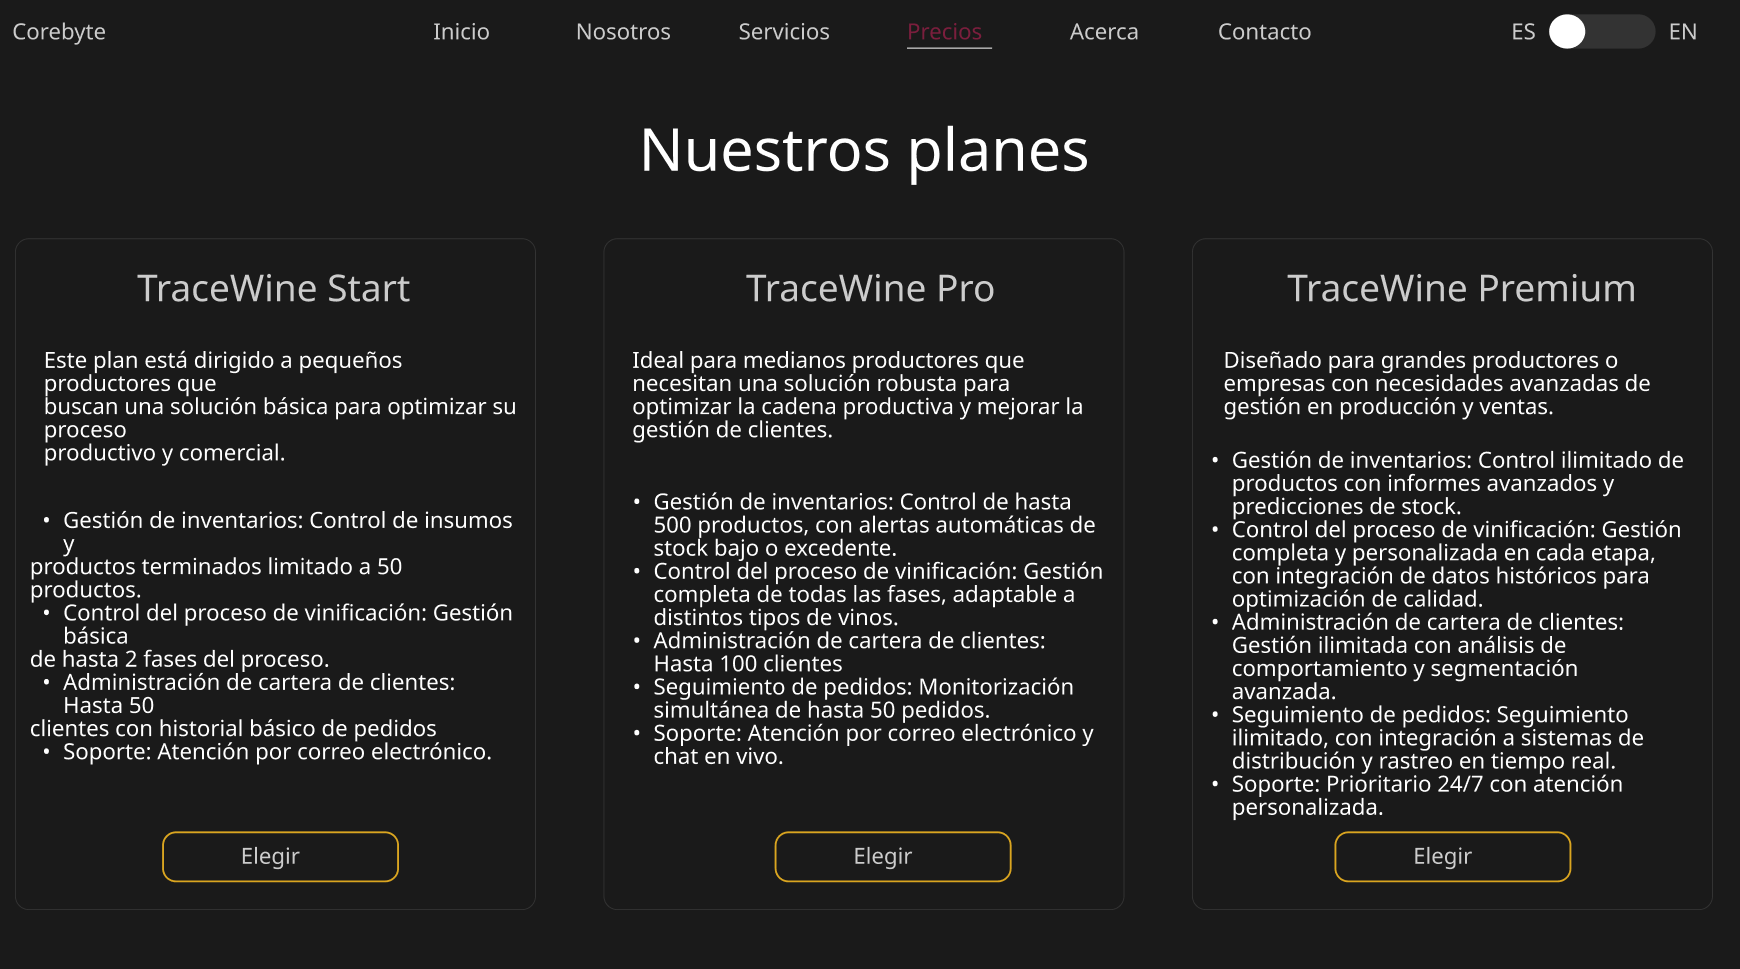 Corebyte
Inicio
Nosotros
Servicios
Precios
Acerca
Contacto
ES
EN
Nuestros planes
TraceWine Start
Este plan está dirigido a pequeños
productores que
buscan una solución básica para optimizar su
proceso
productivo y comercial.
• Gestión de inventarios: Control de insumos
y
productos terminados limitado a 50
productos.
• Control del proceso de vinificación: Gestión
básica
de hasta 2 fases del proceso.
• Administración de cartera de clientes:
Hasta 50
clientes con historial básico de pedidos
• Soporte: Atención por correo electrónico.
Elegir
TraceWine Pro
Ideal para medianos productores que
necesitan una solución robusta para
optimizar la cadena productiva y mejorar la
gestión de clientes.
• Gestión de inventarios: Control de hasta
500 productos, con alertas automáticas de
stock bajo o excedente.
• Control del proceso de vinificación: Gestión
completa de todas las fases, adaptable a
distintos tipos de vinos.
• Administración de cartera de clientes:
Hasta 100 clientes
• Seguimiento de pedidos: Monitorización
simultánea de hasta 50 pedidos.
• Soporte: Atención por correo electrónico y
chat en vivo.
Elegir
TraceWine Premium
Diseñado para grandes productores o
empresas con necesidades avanzadas de
gestión en producción y ventas.
• Gestión de inventarios: Control ilimitado de
productos con informes avanzados y
predicciones de stock.
• Control del proceso de vinificación: Gestión
completa y personalizada en cada etapa,
con integración de datos históricos para
optimización de calidad.
• Administración de cartera de clientes:
Gestión ilimitada con análisis de
comportamiento y segmentación
avanzada.
• Seguimiento de pedidos: Seguimiento
ilimitado, con integración a sistemas de
distribución y rastreo en tiempo real.
• Soporte: Prioritario 24/7 con atención
personalizada.
Elegir